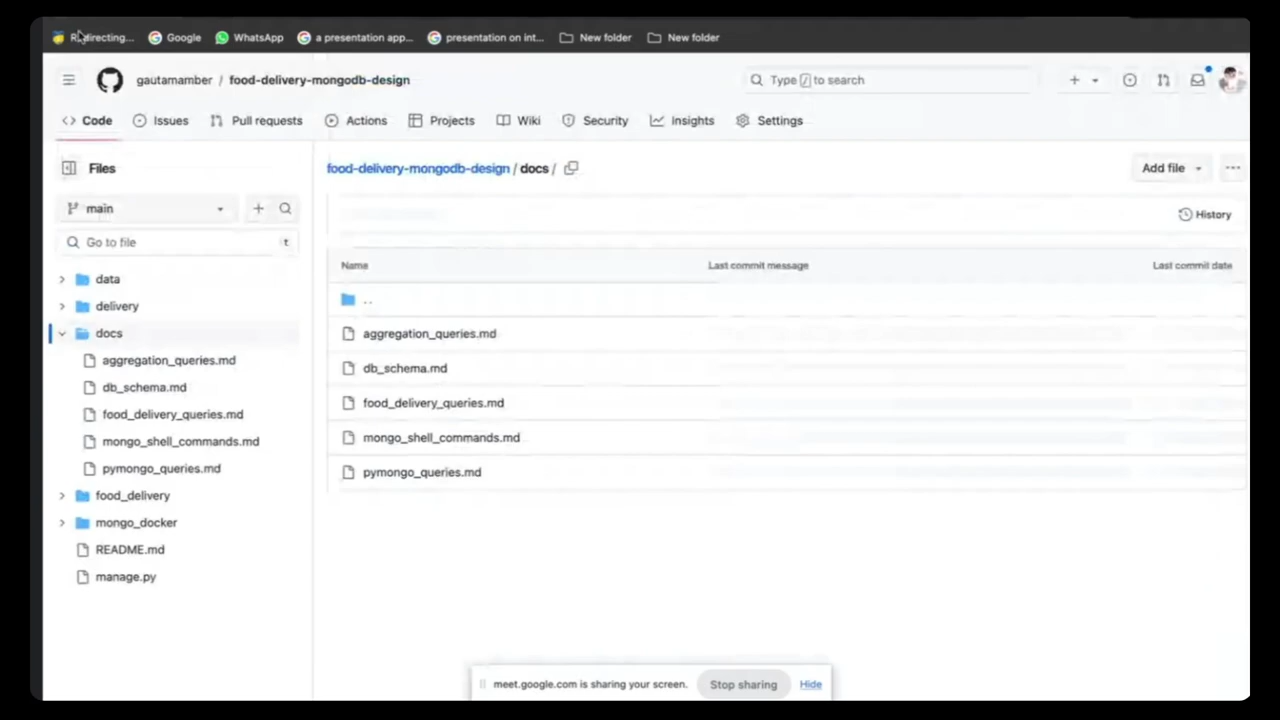 Redirecting... Google WhatsApp a presentation app... presentation on int... New folder New folder
gautamamber / food-delivery-mongodb-design Type / to search
Code Issues Pull requests Actions Projects Wiki Security Insights Settings
Files
main
Go to file t
data
delivery
docs
aggregation_queries.md
db_schema.md
food_delivery_queries.md
mongo_shell_commands.md
pymongo_queries.md
food_delivery
mongo_docker
README.md
manage.py
food-delivery-mongodb-design / docs /
Add file
History
Name Last commit message Last commit date
..
aggregation_queries.md
db_schema.md
food_delivery_queries.md
mongo_shell_commands.md
pymongo_queries.md
meet.google.com is sharing your screen. Stop sharing Hide